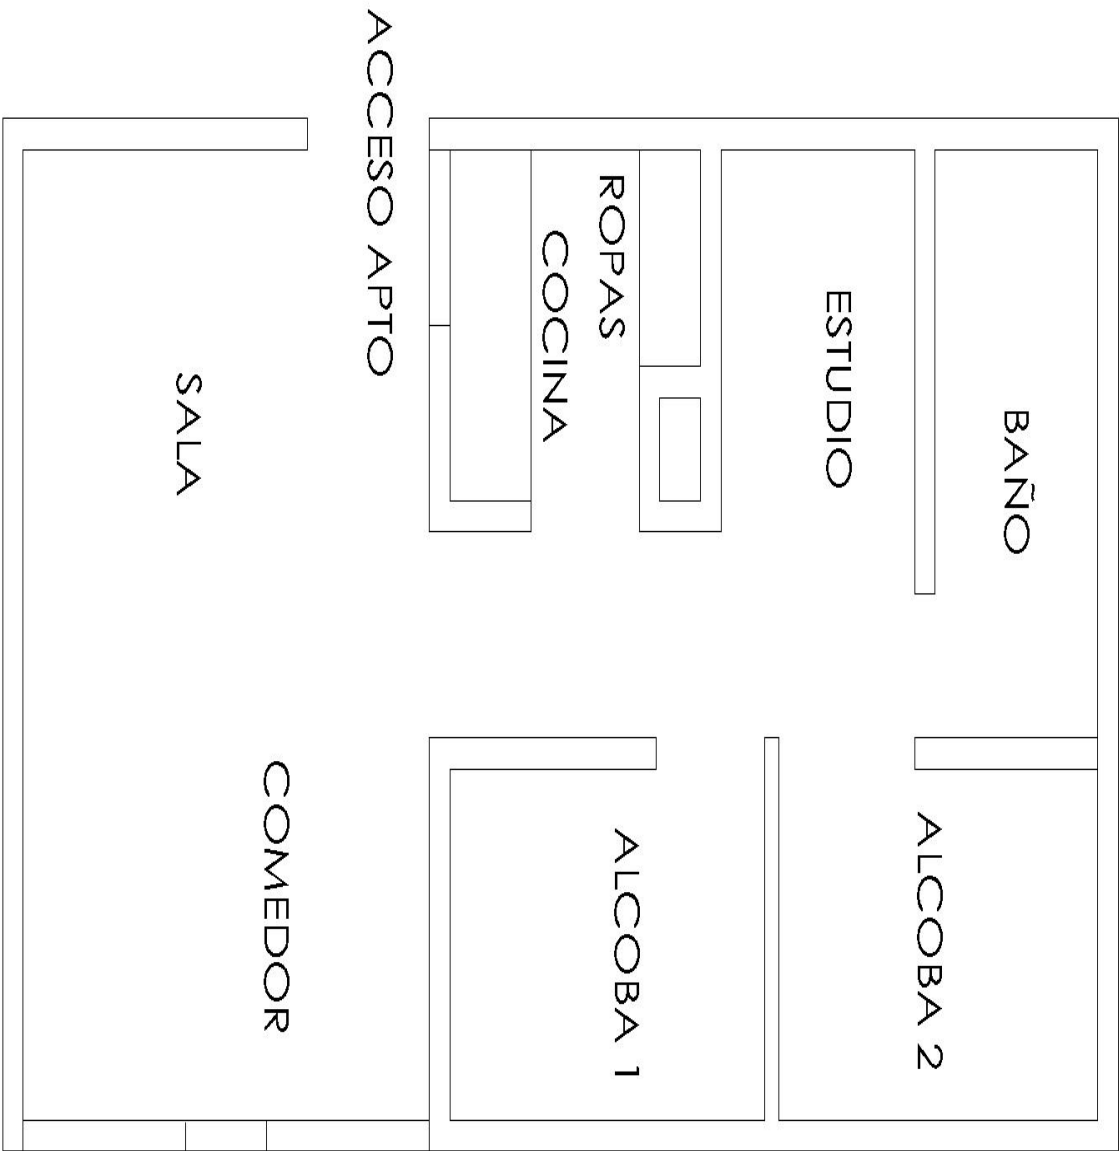 BAÑO
ALCOBA 2
ESTUDIO
ALCOBA 1
ROPAS
COCINA
ACCESO APTO
COMEDOR
SALA